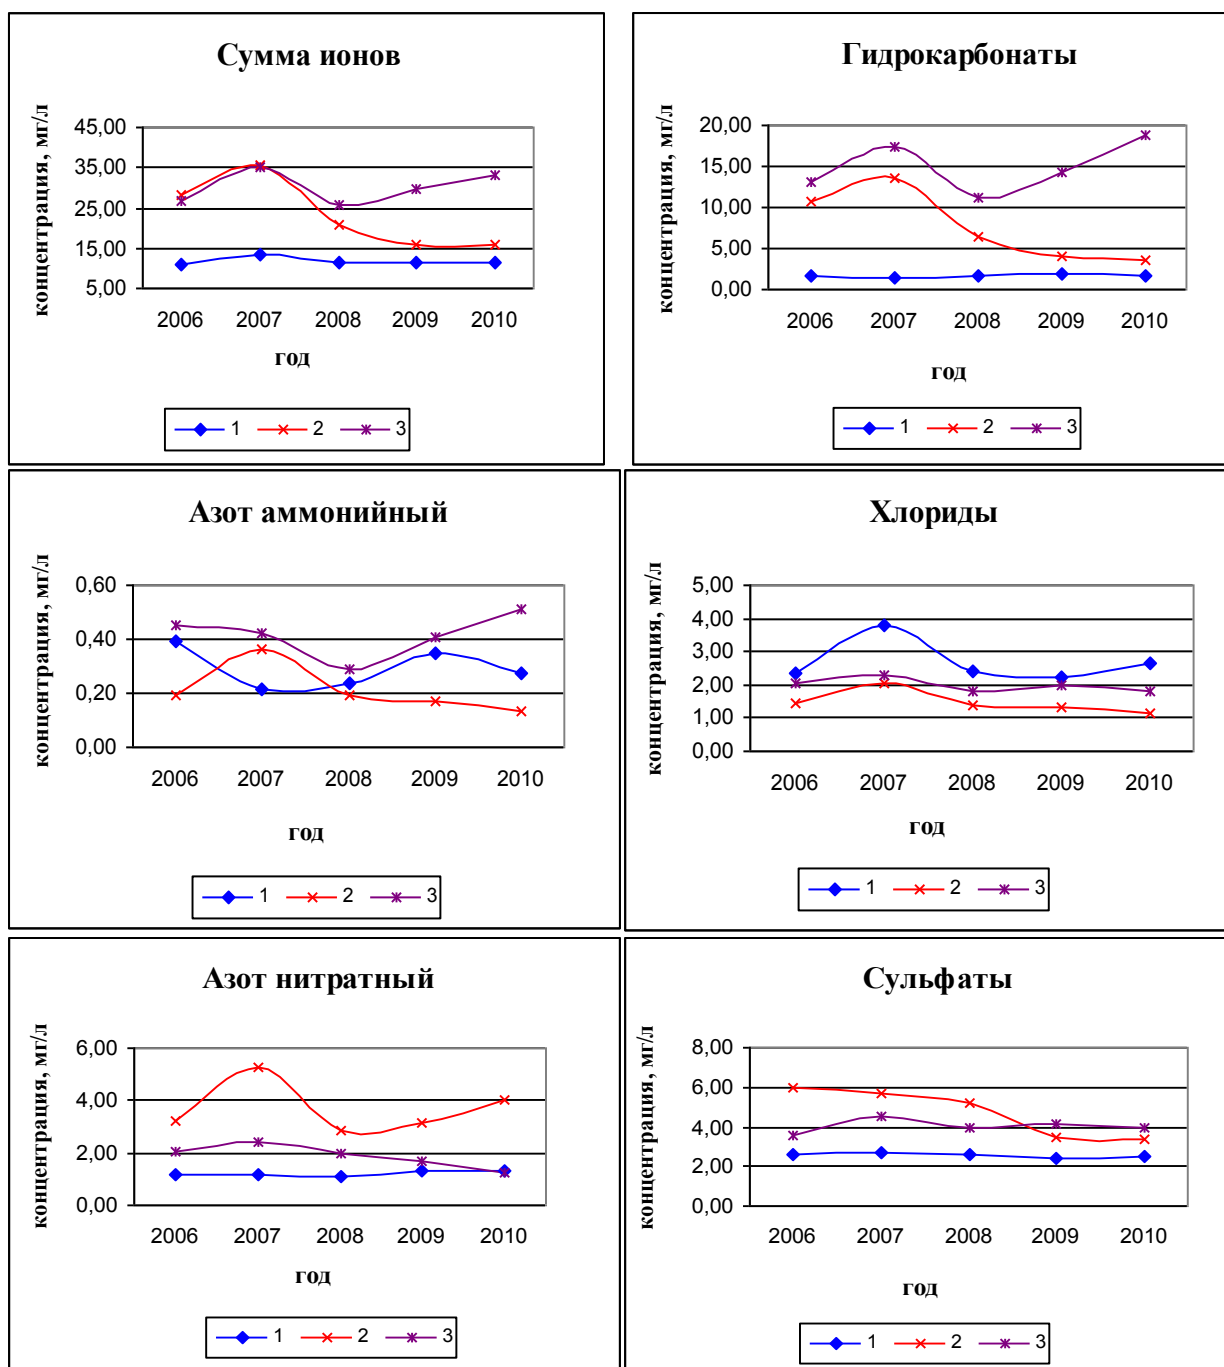 Сумма ионов
концентрация, мг/л
45,00
35,00
25,00
15,00
5,00
2006 2007 2008 2009 2010
год
1 2 3
Гидрокарбонаты
концентрация, мг/л
20,00
15,00
10,00
5,00
0,00
2006 2007 2008 2009 2010
год
1 2 3
Азот аммонийный
концентрация, мг/л
0,60
0,40
0,20
0,00
2006 2007 2008 2009 2010
год
1 2 3
Хлориды
концентрация, мг/л
5,00
4,00
3,00
2,00
1,00
0,00
2006 2007 2008 2009 2010
год
1 2 3
Азот нитратный
концентрация, мг/л
6,00
4,00
2,00
0,00
2006 2007 2008 2009 2010
год
1 2 3
Сульфаты
концентрация, мг/л
8,00
6,00
4,00
2,00
0,00
2006 2007 2008 2009 2010
год
1 2 3